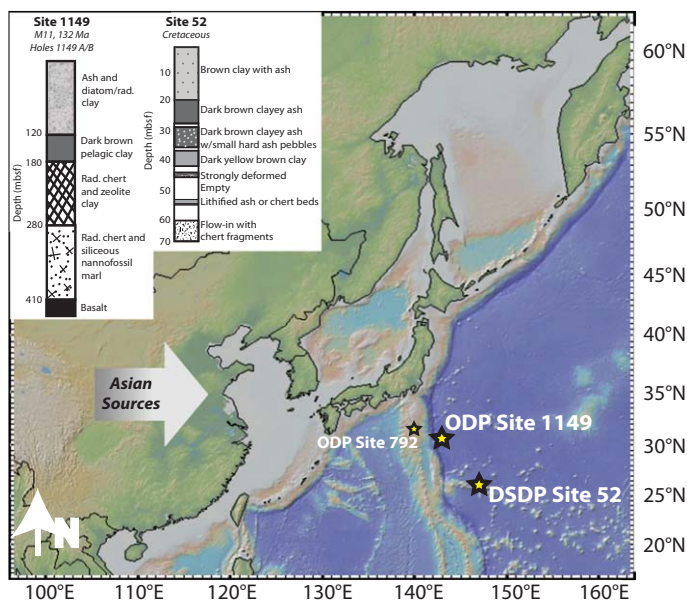 Site 1149
M11, 132 Ma
Holes 1149 A/B
Depth (mbsf)
120
180
280
410
Ash and
diatom/rad.
clay
Dark brown
pelagic clay
Rad. chert
and zeolite
clay
Rad. chert and
siliceous
nannofossil
marl
Basalt
Site 52
Cretaceous
Depth (mbsf)
10
20
30
40
50
60
70
Brown clay with ash
Dark brown clayey ash
Dark brown clayey ash
w/small hard ash pebbles
Dark yellow brown clay
Strongly deformed
Empty
Lithified ash or chert beds
Flow-in with
chert fragments
Asian
Sources
ODP Site 792
ODP Site 1149
DSDP Site 52
N
60°N
55°N
50°N
45°N
40°N
35°N
30°N
25°N
20°N
100°E 110°E 120°E 130°E 140°E 150°E 160°E